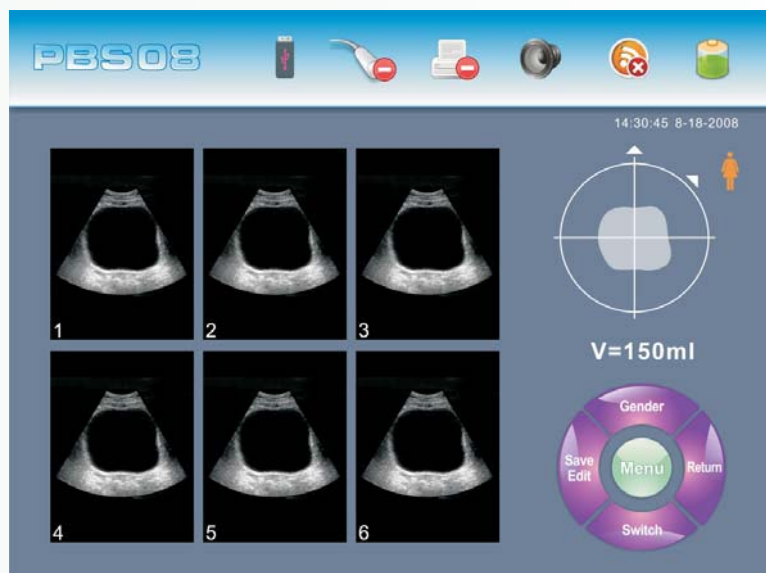 PBS08
14:30:45 8-18-2008
1
2
3
V=150ml
4
5
6
Gender
Save
Edit
Menu
Return
Switch